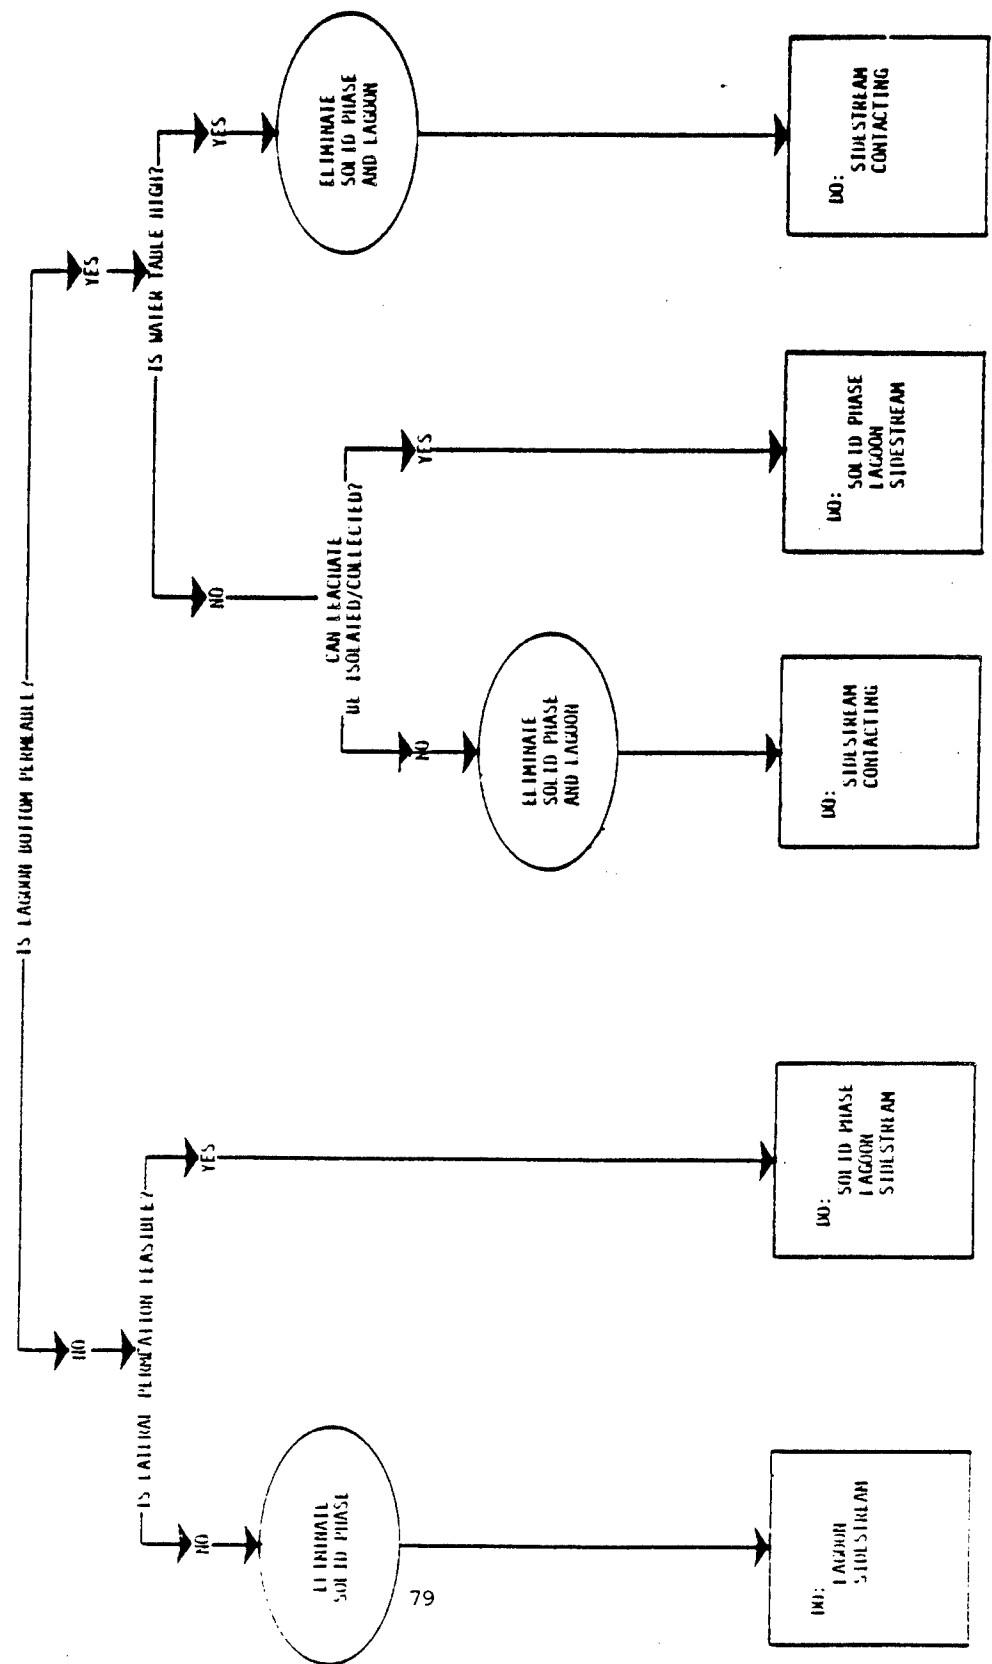 IS LAGOON BOTTOM PERMEABLE?
NO
YES
IS LATERAL PERMEATION FEASIBLE?
IS WATER TABLE HIGH?
NO
YES
NO
YES
ELIMINATE
SOLID PHASE
CAN LEACHATE
BE ISOLATED/COLLECTED?
ELIMINATE
SOLID PHASE
AND LAGOON
NO
YES
ELIMINATE
SOLID PHASE
AND LAGOON
DO:
LAGOON
SIDESTREAM
DO:
SOLID PHASE
LAGOON
SIDESTREAM
DO:
SIDESTREAM
CONTACTING
DO:
SOLID PHASE
LAGOON
SIDESTREAM
DO:
SIDESTREAM
CONTACTING
79